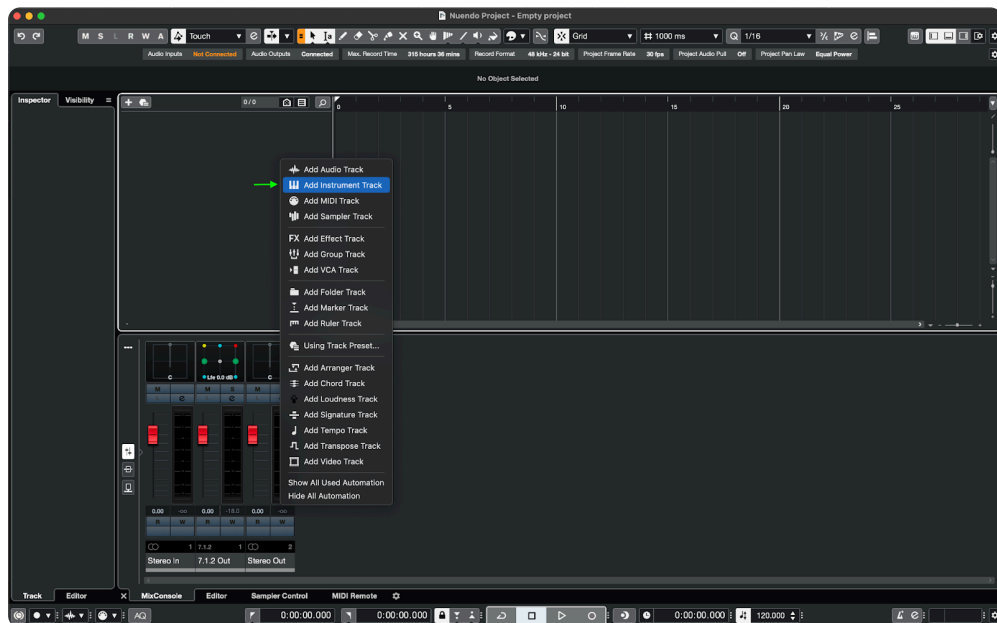 Nuendo Project - Empty project
M S L R W A Touch Grid 1000 ms Q 1/16
Audio Inputs Not Connected Audio Outputs Connected Max. Record Time 315 hours 36 mins Record Format 48 kHz - 24 bit Project Frame Rate 30 fps Project Audio Pull Off Project Pan Law Equal Power
No Object Selected
Inspector Visibility 0/0 0 5 10 15 20 25
Add Audio Track
Add Instrument Track
Add MIDI Track
Add Sampler Track
FX Add Effect Track
Add Group Track
Add VCA Track
Add Folder Track
Add Marker Track
Add Ruler Track
Using Track Preset...
Add Arranger Track
Add Chord Track
Add Loudness Track
Add Signature Track
Add Tempo Track
Add Transpose Track
Add Video Track
Show All Used Automation
Hide All Automation
C Lfe 0.0 dB C
M M S M
0.00 -oo 0.00 -18.0 0.00 -oo
R W R W R W
1 7.1.2 1 2
Stereo In 7.1.2 Out Stereo Out
Track Editor MixConsole Editor Sampler Control MIDI Remote
AQ 0:00:00.000 0:00:00.000 0:00:00.000 120.000